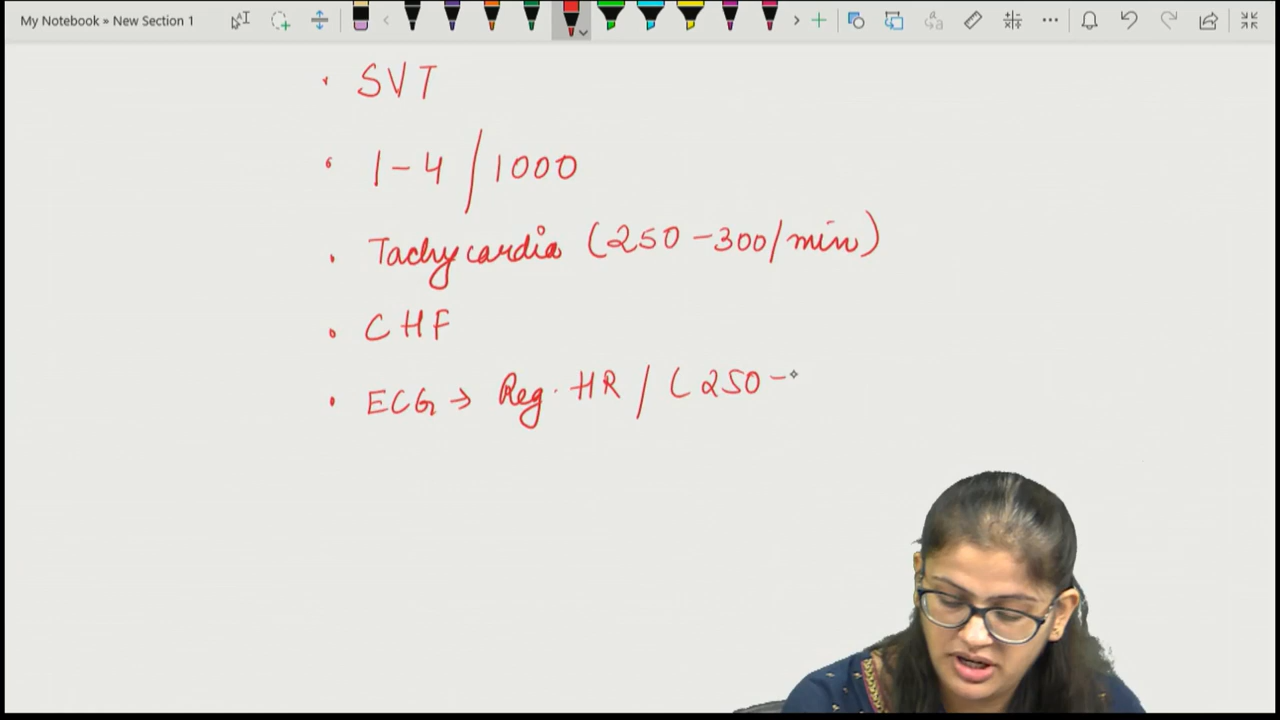 My Notebook » New Section 1
• SVT
• 1-4/1000
• Tachycardia (250-300/min)
• CHF
• ECG → Reg. HR / (250-